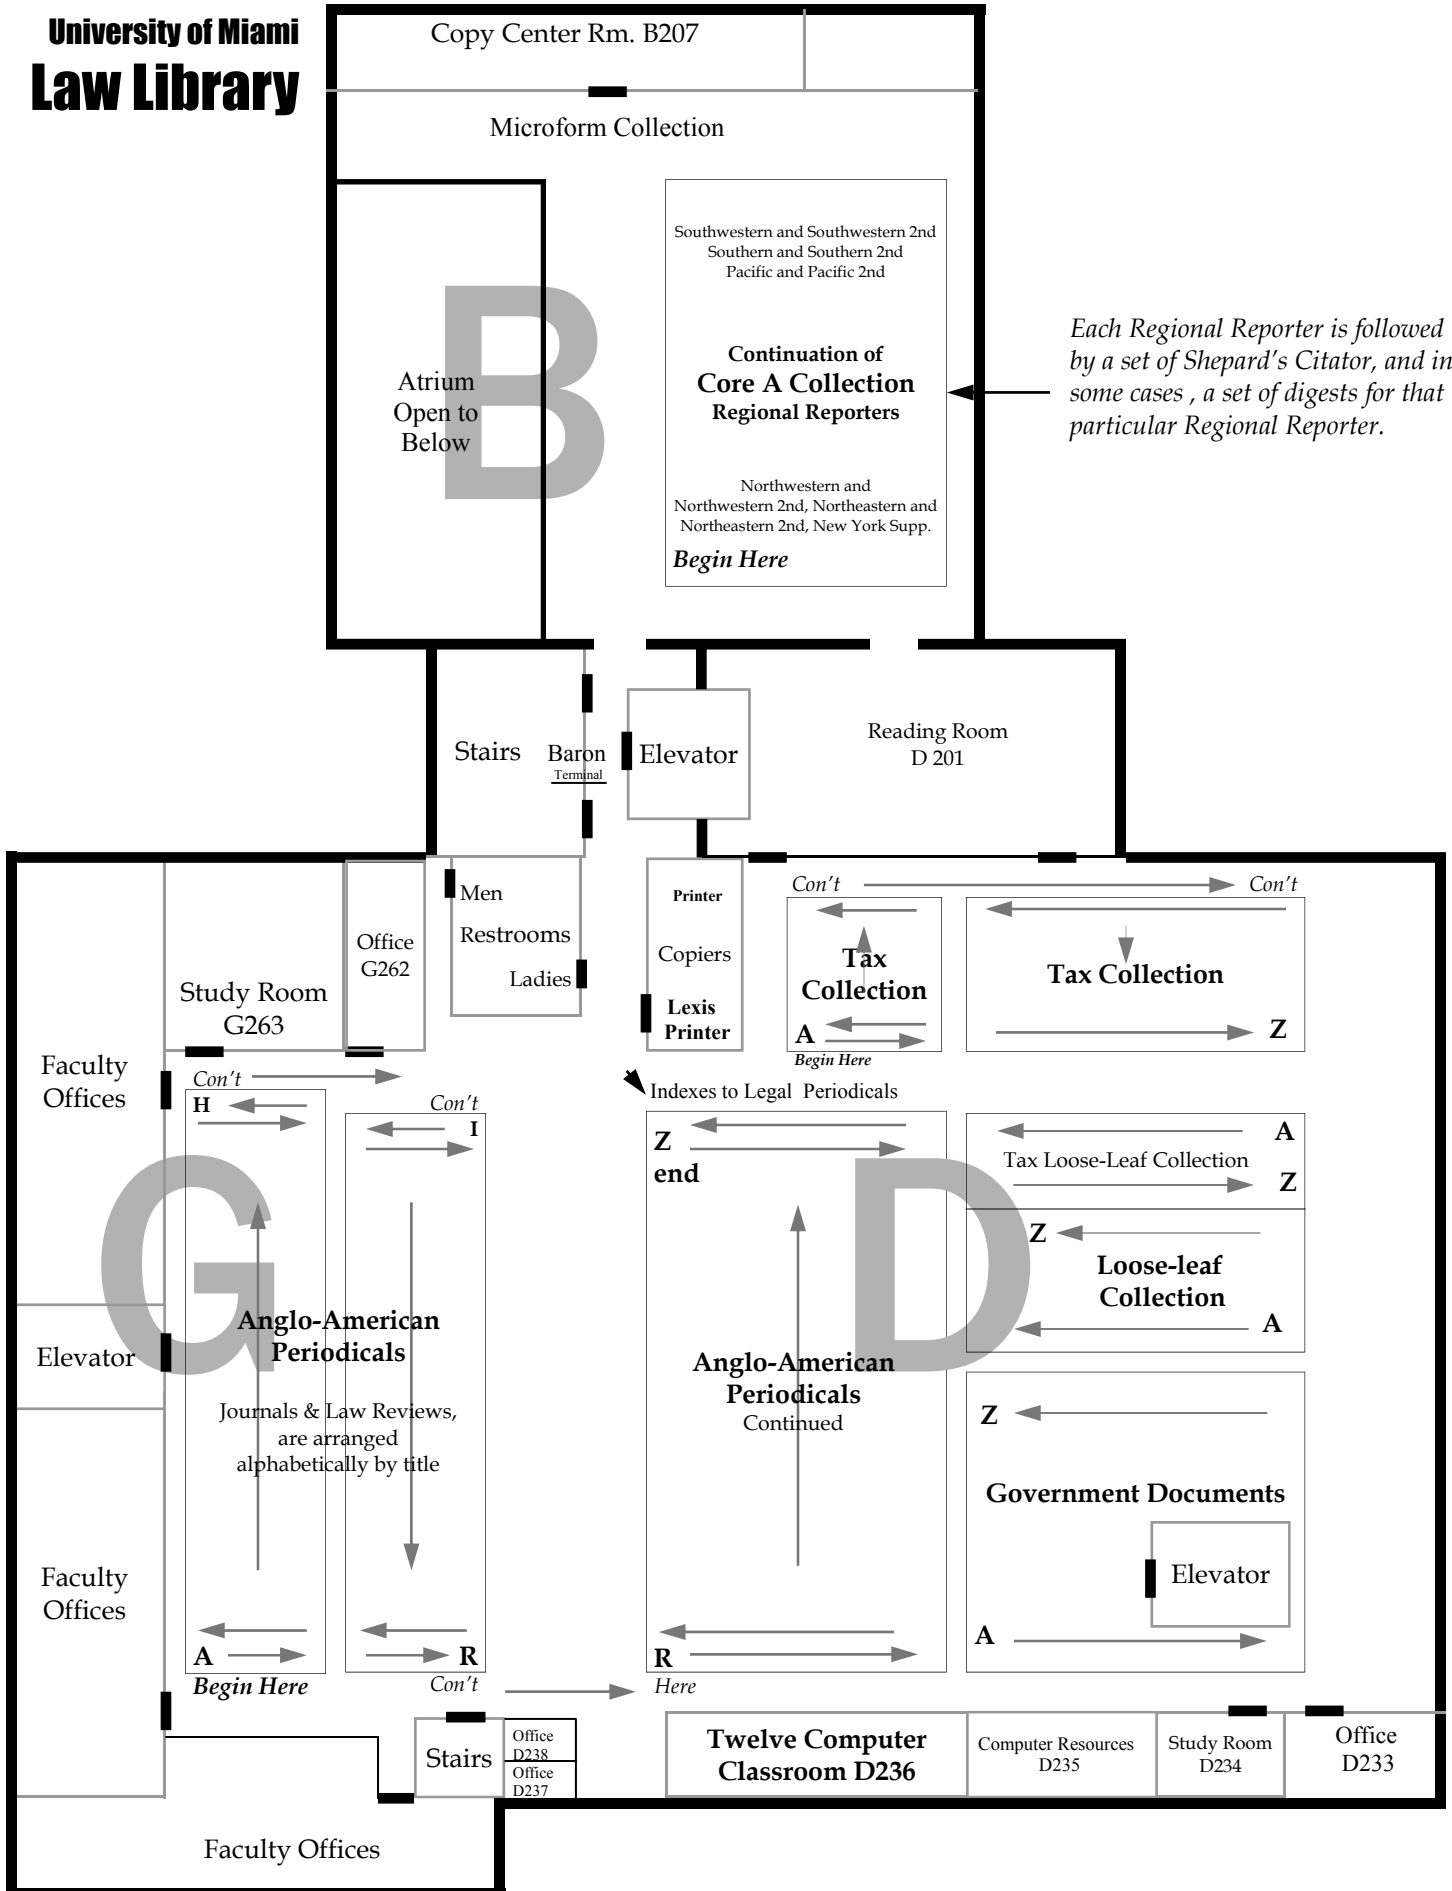 University of Miami
Law Library
Copy Center Rm. B207
Microform Collection
Southwestern and Southwestern 2nd
Southern and Southern 2nd
Pacific and Pacific 2nd
B
Continuation of
Core A Collection
Regional Reporters
Each Regional Reporter is followed
by a set of Shepard's Citator, and in
some cases , a set of digests for that
particular Regional Reporter.
Atrium
Open to
Below
Northwestern and
Northwestern 2nd, Northeastern and
Northeastern 2nd, New York Supp.
Begin Here
Stairs
Baron
Terminal
Elevator
Reading Room
D 201
Men
Restrooms
Ladies
Office
G262
Study Room
G263
Faculty
Offices
Printer
Copiers
Lexis
Printer
Con't
Con't
Tax
Collection
A
Begin Here
Tax Collection
Z
Con't
H
Con't
I
Indexes to Legal Periodicals
Z
end
A
Tax Loose-Leaf Collection
Z
Z
Loose-leaf
Collection
A
G
D
Elevator
Anglo-American
Periodicals
Journals & Law Reviews,
are arranged
alphabetically by title
Anglo-American
Periodicals
Continued
Z
Government Documents
Elevator
A
Faculty
Offices
A
Begin Here
R
Con't
R
Here
Stairs
Office
D238
Office
D237
Twelve Computer
Classroom D236
Computer Resources
D235
Study Room
D234
Office
D233
Faculty Offices